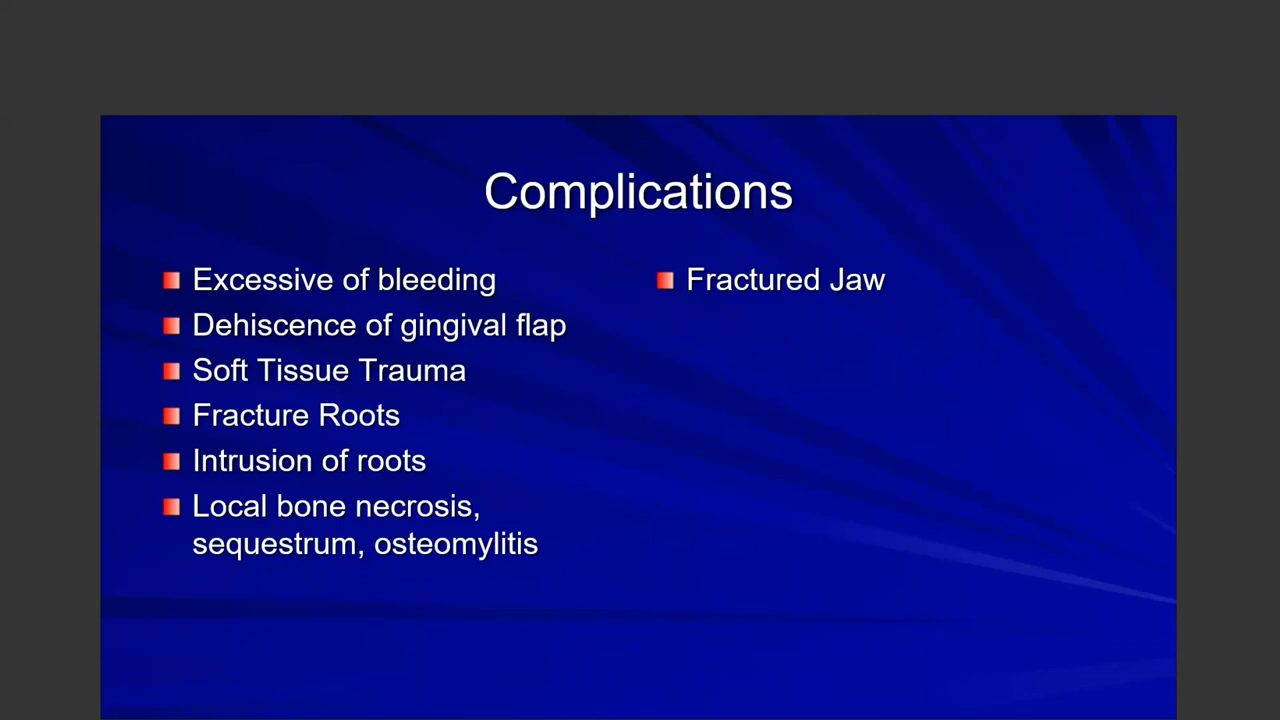 Complications
Excessive of bleeding
Dehiscence of gingival flap
Soft Tissue Trauma
Fracture Roots
Intrusion of roots
Local bone necrosis,
sequestrum, osteomylitis
Fractured Jaw